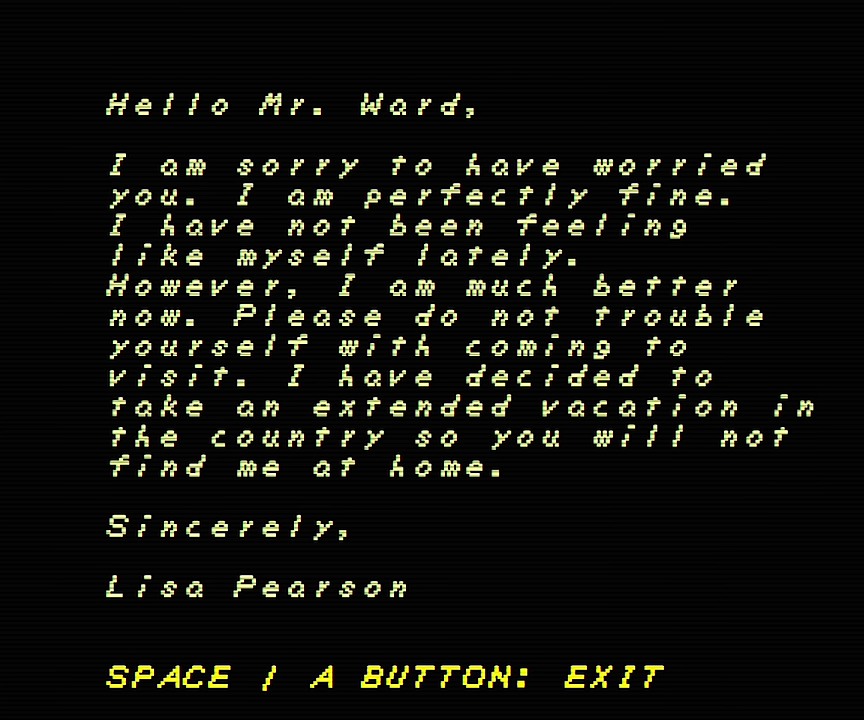 Hello Mr. Ward,
I am sorry to have worried
you. I am perfectly fine.
I have not been feeling
like myself lately.
However, I am much better
now. Please do not trouble
yourself with coming to
visit. I have decided to
take an extended vacation in
the country so you will not
find me at home.
Sincerely,
Lisa Pearson
SPACE / A BUTTON: EXIT